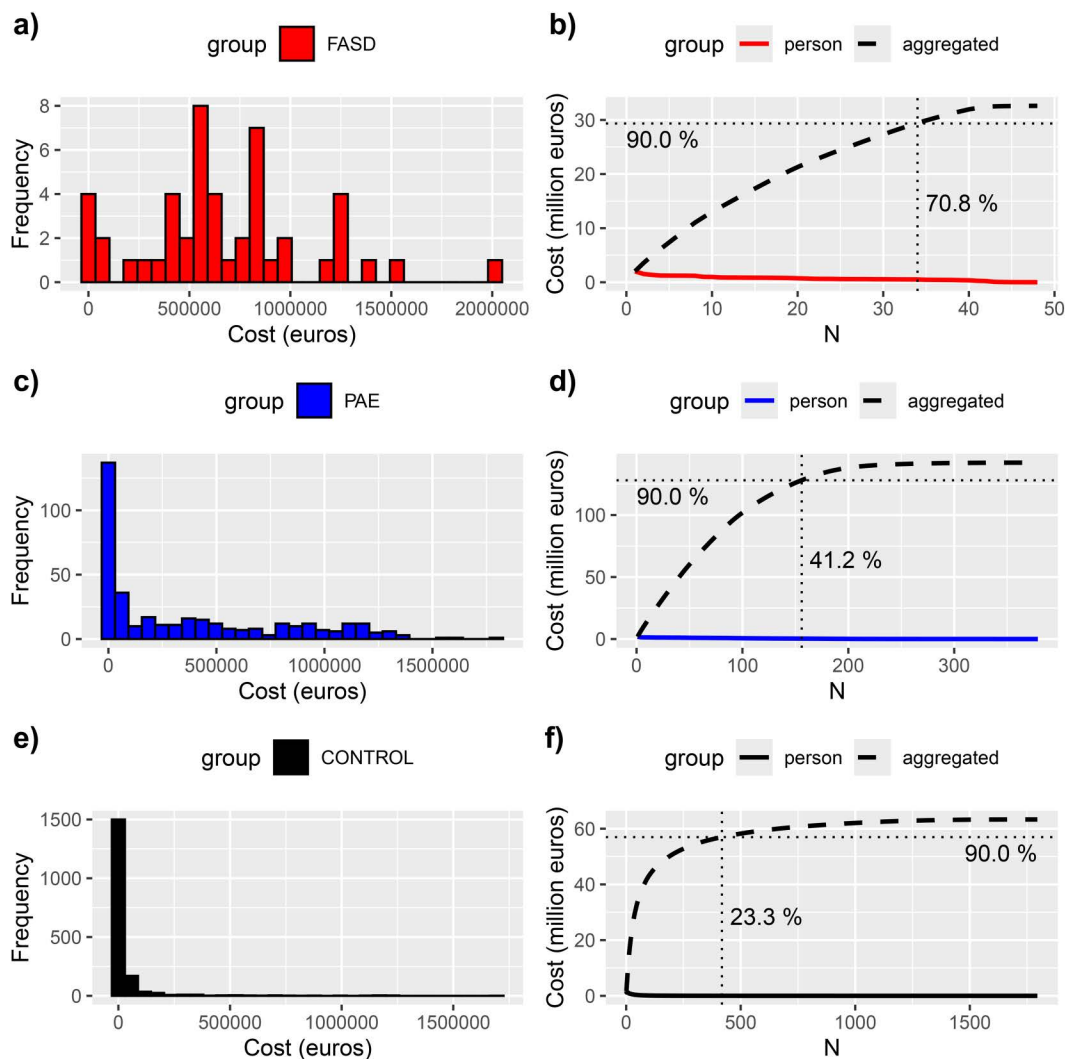 a)
group FASD
Frequency
8
6
4
2
0
0 500000 1000000 1500000 2000000
Cost (euros)
b)
group person aggregated
Cost (million euros)
30
20
10
0
90.0 %
70.8 %
0 10 20 30 40 50
N
c)
group PAE
Frequency
100
50
0
0 500000 1000000 1500000
Cost (euros)
d)
group person aggregated
Cost (million euros)
100
50
0
90.0 %
41.2 %
0 100 200 300
N
e)
group CONTROL
Frequency
1500
1000
500
0
0 500000 1000000 1500000
Cost (euros)
f)
group person aggregated
Cost (million euros)
60
40
20
0
90.0 %
23.3 %
0 500 1000 1500
N